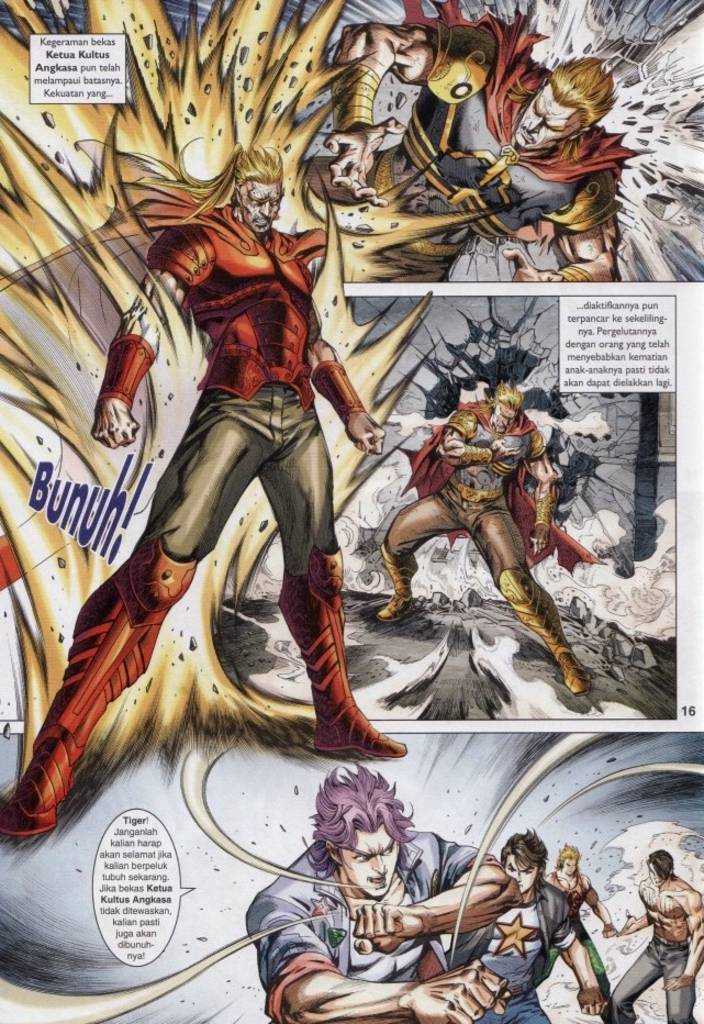 Kegeraman bekas
Ketua Kultus
Angkasa pun telah
melampaui batasnya.
Kekuatan yang...
...diaktifkannya pun
terpancar ke sekeliling-
nya. Pergelutannya
dengan orang yang telah
menyebabkan kematian
anak-anaknya pasti tidak
akan dapat dielakkan lagi.
Bunuh!
16
Tiger!
Janganlah
kalian harap
akan selamat jika
kalian berpeluk
tubuh sekarang.
Jika bekas Ketua
Kultus Angkasa
tidak ditewaskan,
kalian pasti
juga akan
dibunuh-
nya!